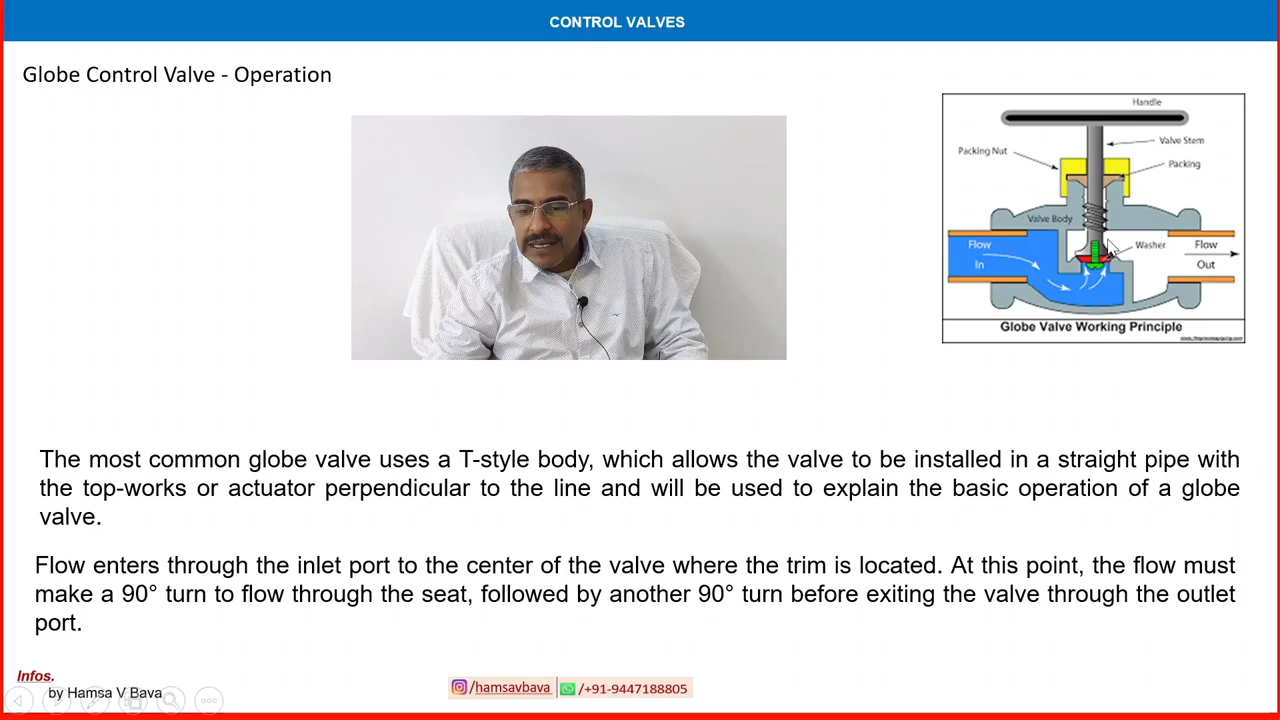 CONTROL VALVES
Globe Control Valve - Operation
Handle
Valve Stem
Packing Nut
Packing
Valve Body
Flow
In
Washer
Flow
Out
Globe Valve Working Principle
The most common globe valve uses a T-style body, which allows the valve to be installed in a straight pipe with
the top-works or actuator perpendicular to the line and will be used to explain the basic operation of a globe
valve.
Flow enters through the inlet port to the center of the valve where the trim is located. At this point, the flow must
make a 90° turn to flow through the seat, followed by another 90° turn before exiting the valve through the outlet
port.
Infos.
by Hamsa V Bava
/hamsavbava
/+91-9447188805